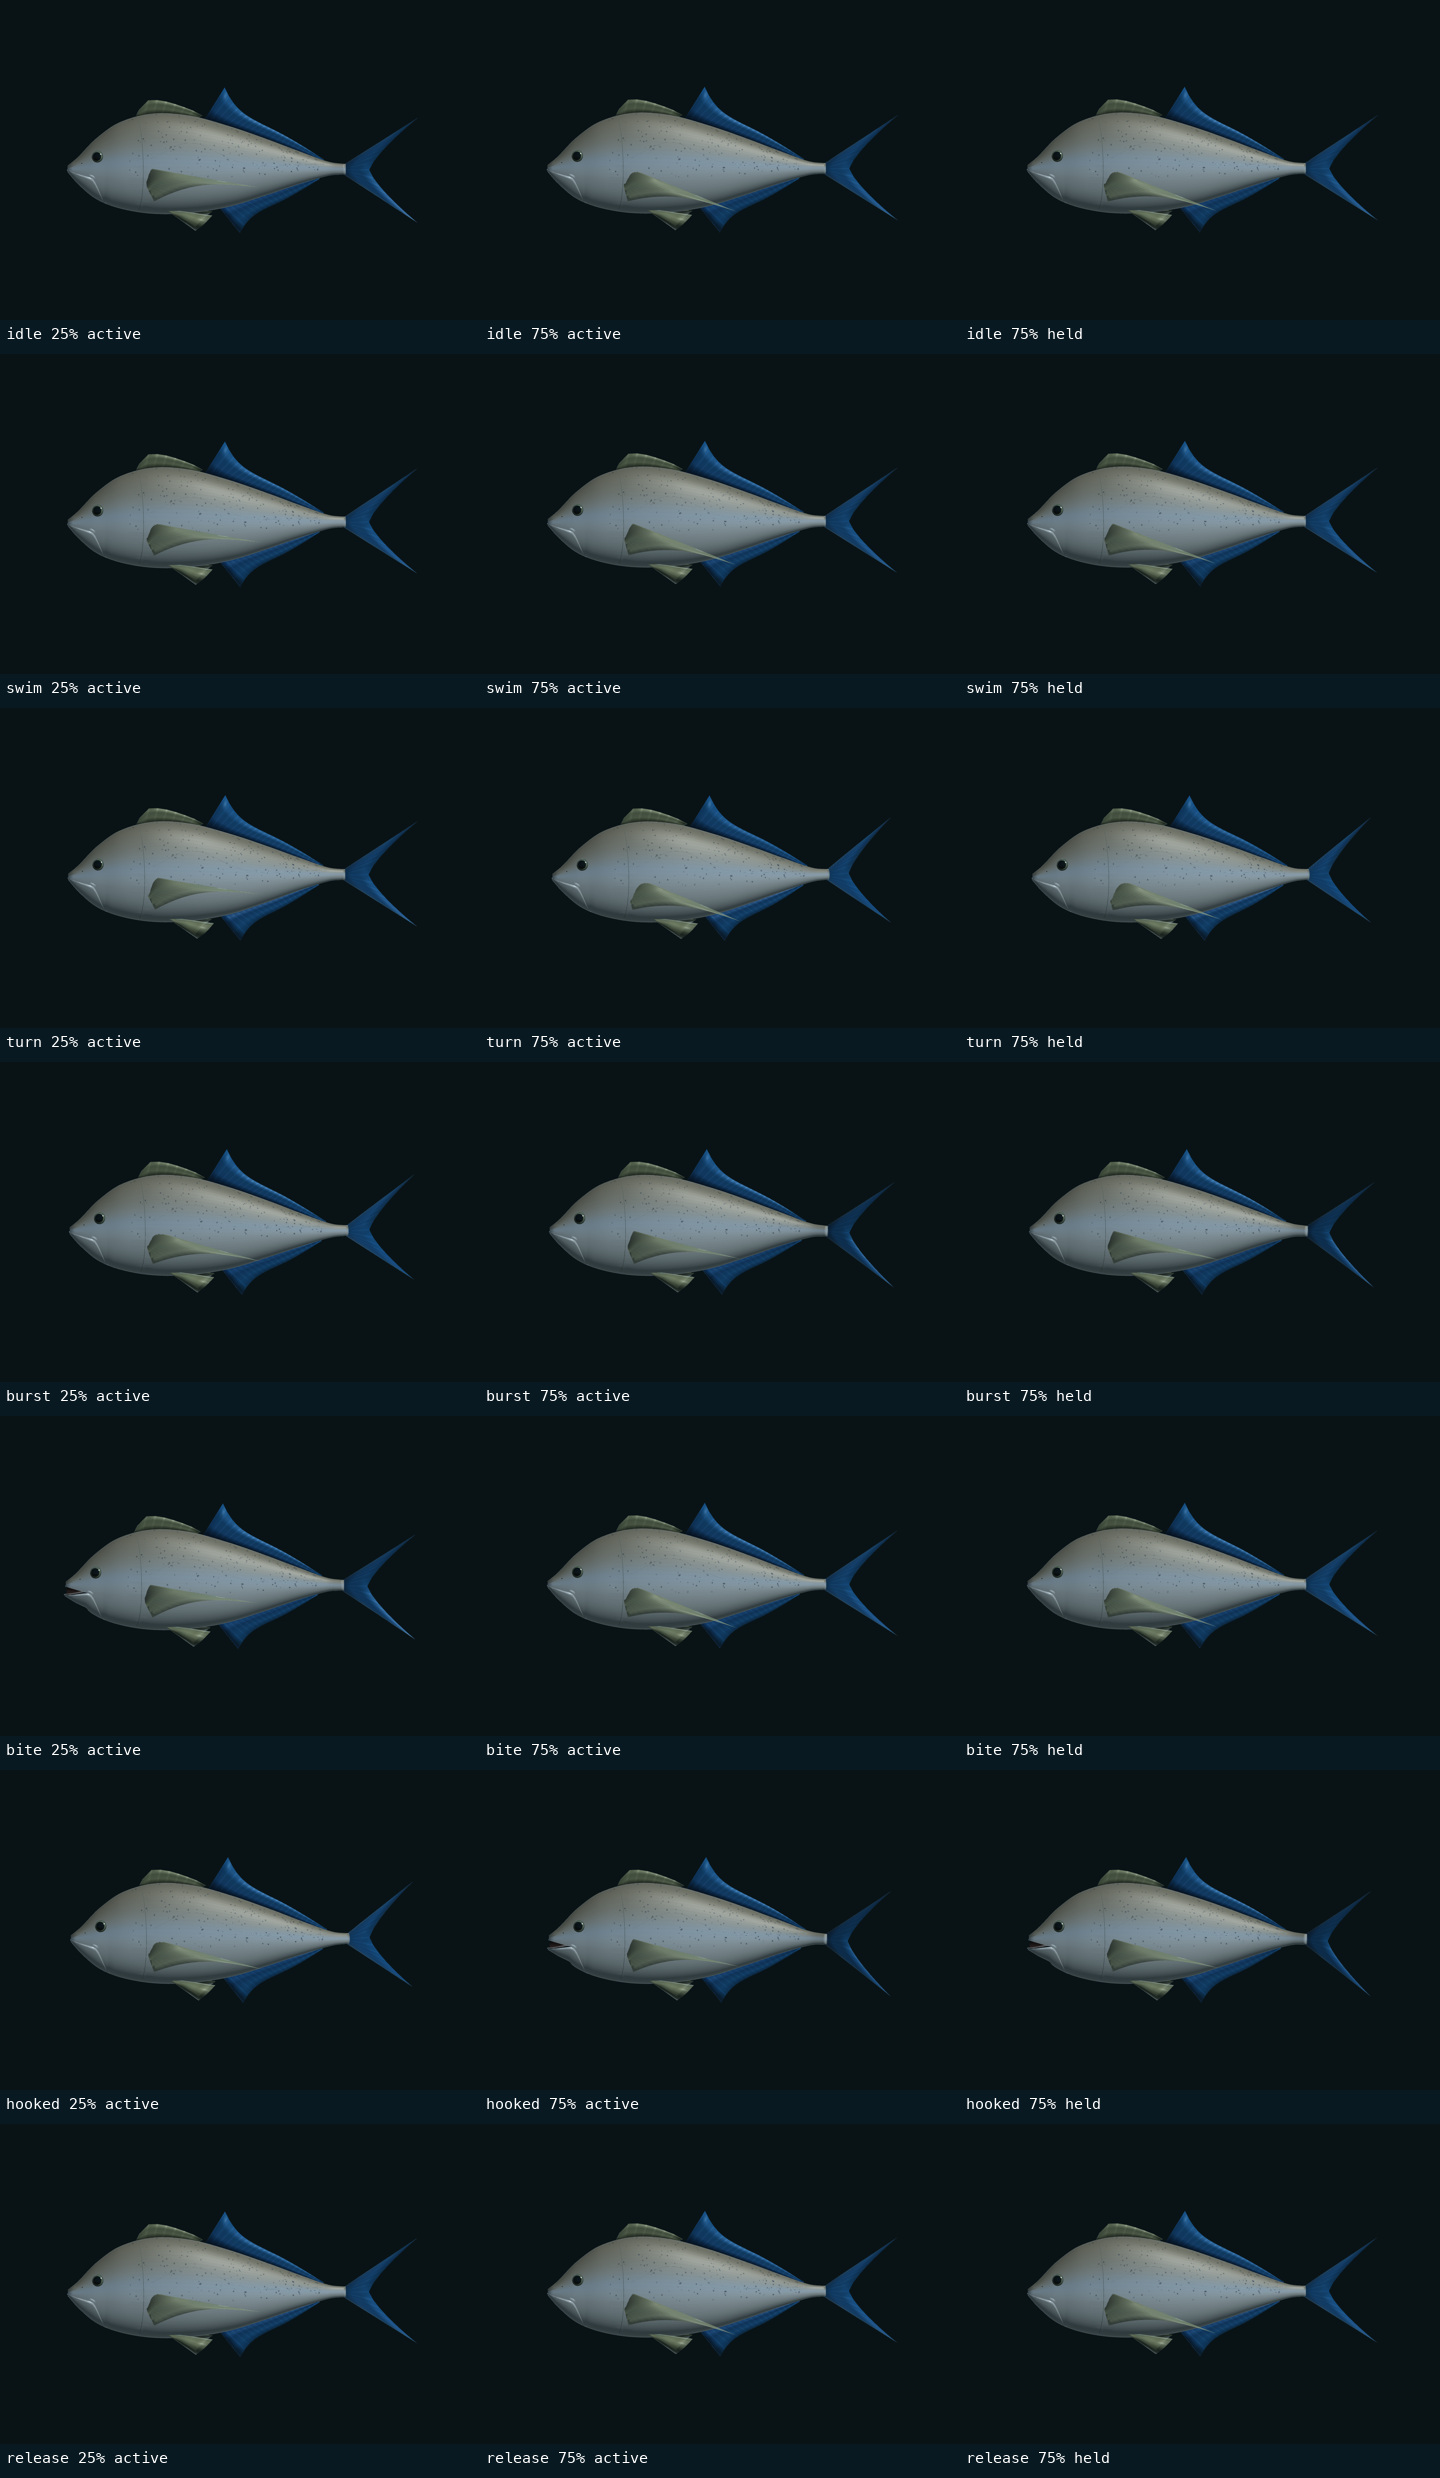 idle 25% active
idle 75% active
idle 75% held
swim 25% active
swim 75% active
swim 75% held
turn 25% active
turn 75% active
turn 75% held
burst 25% active
burst 75% active
burst 75% held
bite 25% active
bite 75% active
bite 75% held
hooked 25% active
hooked 75% active
hooked 75% held
release 25% active
release 75% active
release 75% held